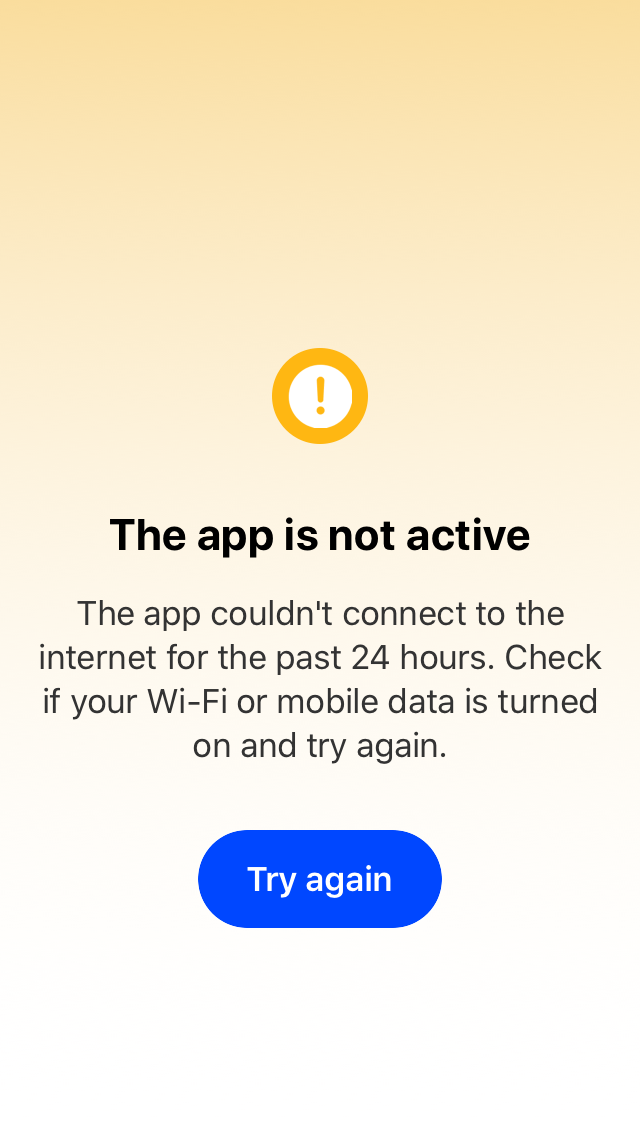 The app is not active
The app couldn't connect to the
internet for the past 24 hours. Check
if your Wi-Fi or mobile data is turned
on and try again.
Try again